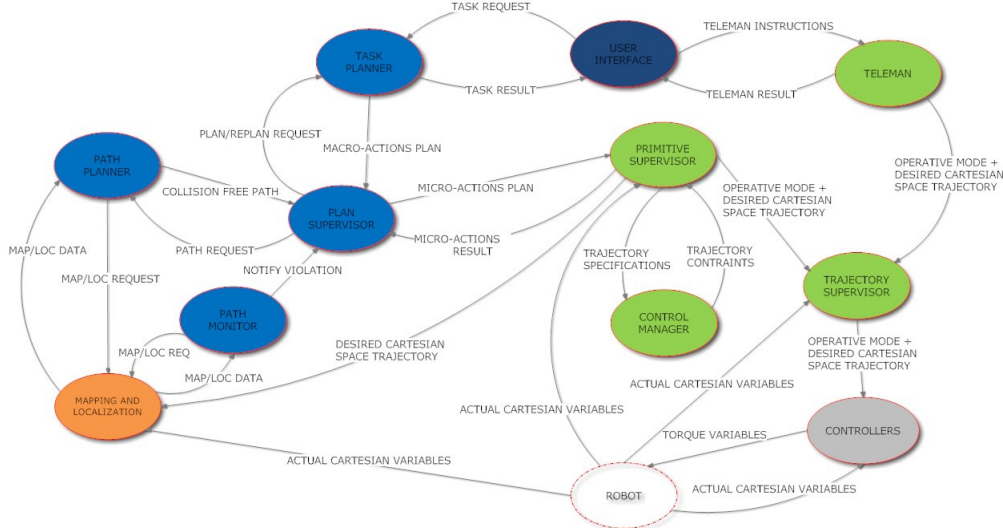 TASK REQUEST
TELEMAN INSTRUCTIONS
USER
INTERFACE
TASK
PLANNER
TELEMAN
TASK RESULT
TELEMAN RESULT
PLAN/REPLAN REQUEST
MACRO-ACTIONS PLAN
PRIMITIVE
SUPERVISOR
PATH
PLANNER
OPERATIVE MODE +
DESIRED CARTESIAN
SPACE TRAJECTORY
COLLISION FREE PATH
MICRO-ACTIONS PLAN
OPERATIVE MODE +
DESIRED CARTESIAN
SPACE TRAJECTORY
PLAN
SUPERVISOR
MAP/LOC DATA
PATH REQUEST
MICRO-ACTIONS
RESULT
TRAJECTORY
SPECIFICATIONS
TRAJECTORY
CONTRAINTS
MAP/LOC REQUEST
NOTIFY VIOLATION
TRAJECTORY
SUPERVISOR
PATH
MONITOR
CONTROL
MANAGER
MAP/LOC REQ
DESIRED CARTESIAN
SPACE TRAJECTORY
OPERATIVE MODE +
DESIRED CARTESIAN
SPACE TRAJECTORY
MAP/LOC DATA
ACTUAL CARTESIAN VARIABLES
MAPPING AND
LOCALIZATION
ACTUAL CARTESIAN VARIABLES
CONTROLLERS
TORQUE VARIABLES
ACTUAL CARTESIAN VARIABLES
ROBOT
ACTUAL CARTESIAN VARIABLES